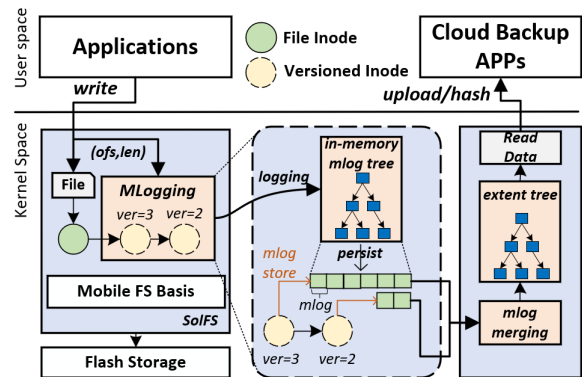 User space
Applications
File Inode
Versioned Inode
Cloud Backup
APPs
write
upload/hash
Kernel Space
(ofs,len)
File
MLogging
ver=3
ver=2
Mobile FS Basis
SolFS
Flash Storage
logging
in-memory
mlog tree
persist
mlog
store
mlog
ver=3
ver=2
Read
Data
extent tree
mlog
merging